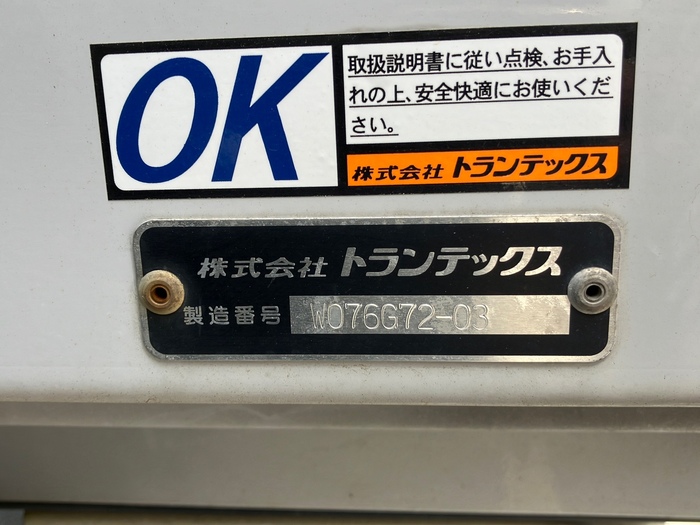 OK
取扱説明書に従い点検、お手入
れの上、安全快適にお使いくだ
さい。
株式会社 トランテックス
株式会社 トランテックス
製造番号 W076G72-03